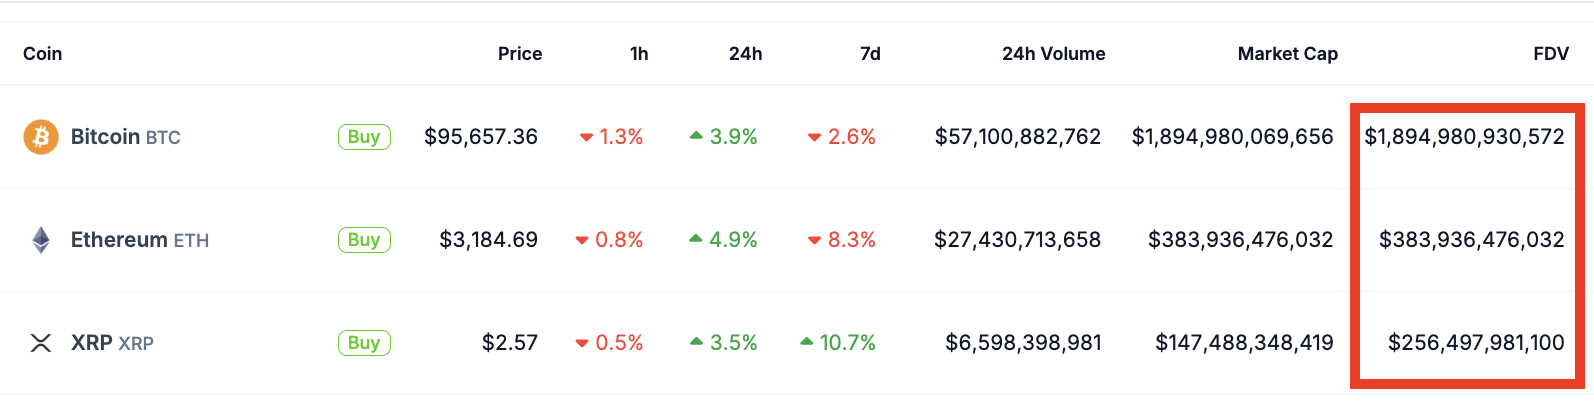 Coin Price 1h 24h 7d 24h Volume Market Cap FDV
Bitcoin BTC Buy $95,657.36 1.3% 3.9% 2.6% $57,100,882,762 $1,894,980,069,656 $1,894,980,930,572
Ethereum ETH Buy $3,184.69 0.8% 4.9% 8.3% $27,430,713,658 $383,936,476,032 $383,936,476,032
XRP XRP Buy $2.57 0.5% 3.5% 10.7% $6,598,398,981 $147,488,348,419 $256,497,981,100